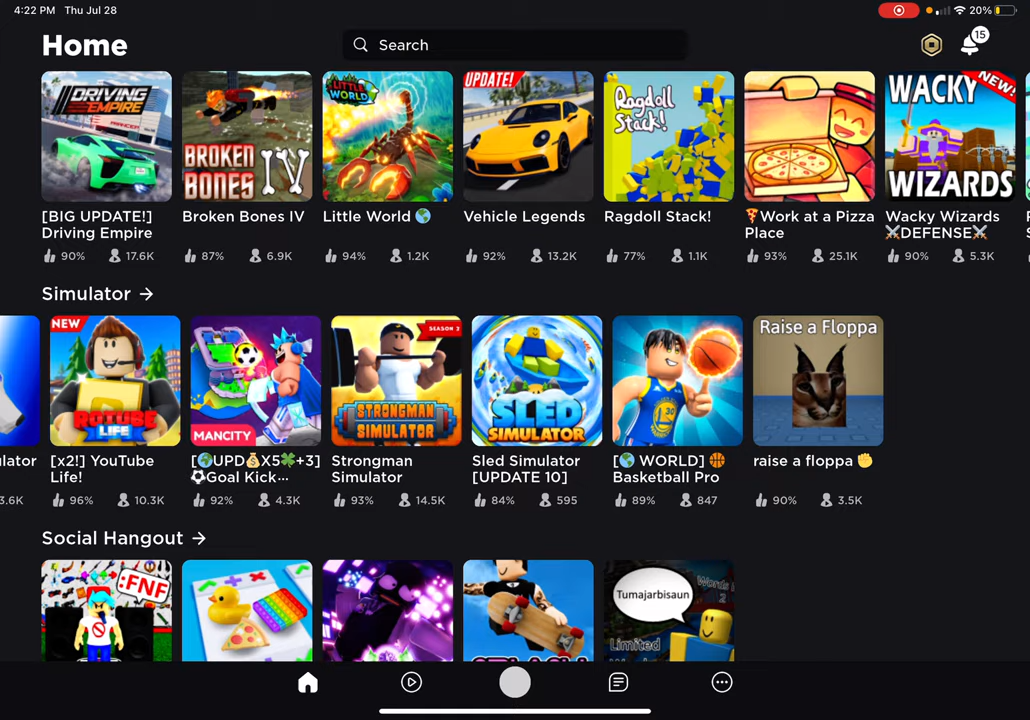 4:22 PM Thu Jul 28
20%
Home
Search
15
DRIVING
EMPIRE
BROKEN
BONES IV
LITTLE
WORLD
UPDATE!
Ragdoll
Stack!
NEW!
WACKY
WIZARDS
[BIG UPDATE!]
Driving Empire
Broken Bones IV
Little World 🌎
Vehicle Legends
Ragdoll Stack!
🍕Work at a Pizza
Place
Wacky Wizards
⚔️DEFENSE⚔️
90% 17.6K
87% 6.9K
94% 1.2K
92% 13.2K
77% 1.1K
93% 25.1K
90% 5.3K
Simulator →
NEW
ROTUBE
LIFE
MANCITY
SEASON 2
STRONGMAN
SIMULATOR
SLED
SIMULATOR
30
Raise a Floppa
ulator
[x2!] YouTube
Life!
[🌍UPD💰X5🍀+3]
⚽Goal Kick...
Strongman
Simulator
Sled Simulator
[UPDATE 10]
[🌎 WORLD] 🏀
Basketball Pro
raise a floppa ✊
3.6K
96% 10.3K
92% 4.3K
93% 14.5K
84% 595
89% 847
90% 3.5K
Social Hangout →
:FNF
Tumajarbisaun
Words
2
Limited